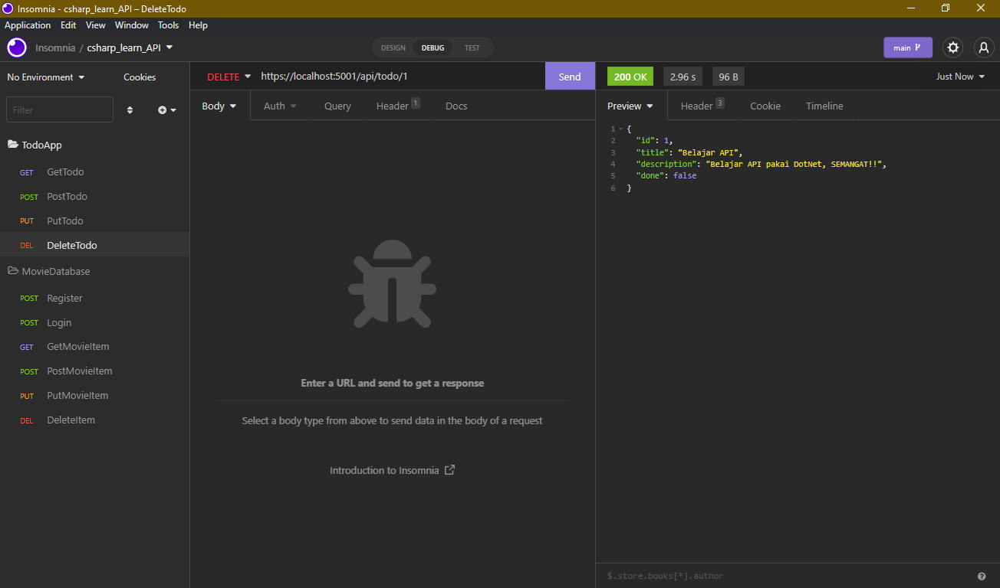 Insomnia - csharp_learn_API – DeleteTodo
Application Edit View Window Tools Help
Insomnia / csharp_learn_API
DESIGN DEBUG TEST
main
No Environment Cookies
Filter
TodoApp
GET GetTodo
POST PostTodo
PUT PutTodo
DEL DeleteTodo
MovieDatabase
POST Register
POST Login
GET GetMovieItem
POST PostMovieItem
PUT PutMovieItem
DEL DeleteItem
DELETE https://localhost:5001/api/todo/1 Send
Body Auth Query Header 1 Docs
Enter a URL and send to get a response
Select a body type from above to send data in the body of a request
Introduction to Insomnia
200 OK 2.96 s 96 B Just Now
Preview Header 3 Cookie Timeline
1 {
2 "id": 1,
3 "title": "Belajar API",
4 "description": "Belajar API pakai DotNet, SEMANGAT!!",
5 "done": false
6 }
$.store.books[*].author